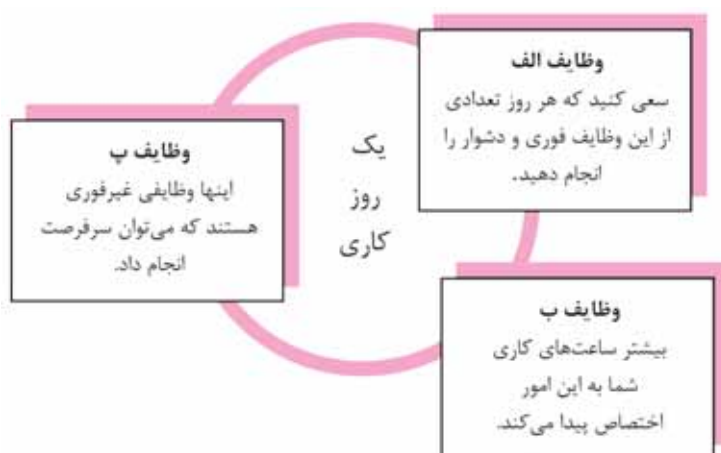 وظایف الف
سعی کنید که هر روز تعدادی
از این وظایف فوری و دشوار را
انجام دهید.
یک
روز
کاری
وظایف پ
اینها وظایفی غیرفوری
هستند که می‌توان سرفرصت
انجام داد.
وظایف ب
بیشتر ساعت‌های کاری
شما به این امور
اختصاص پیدا می‌کند.